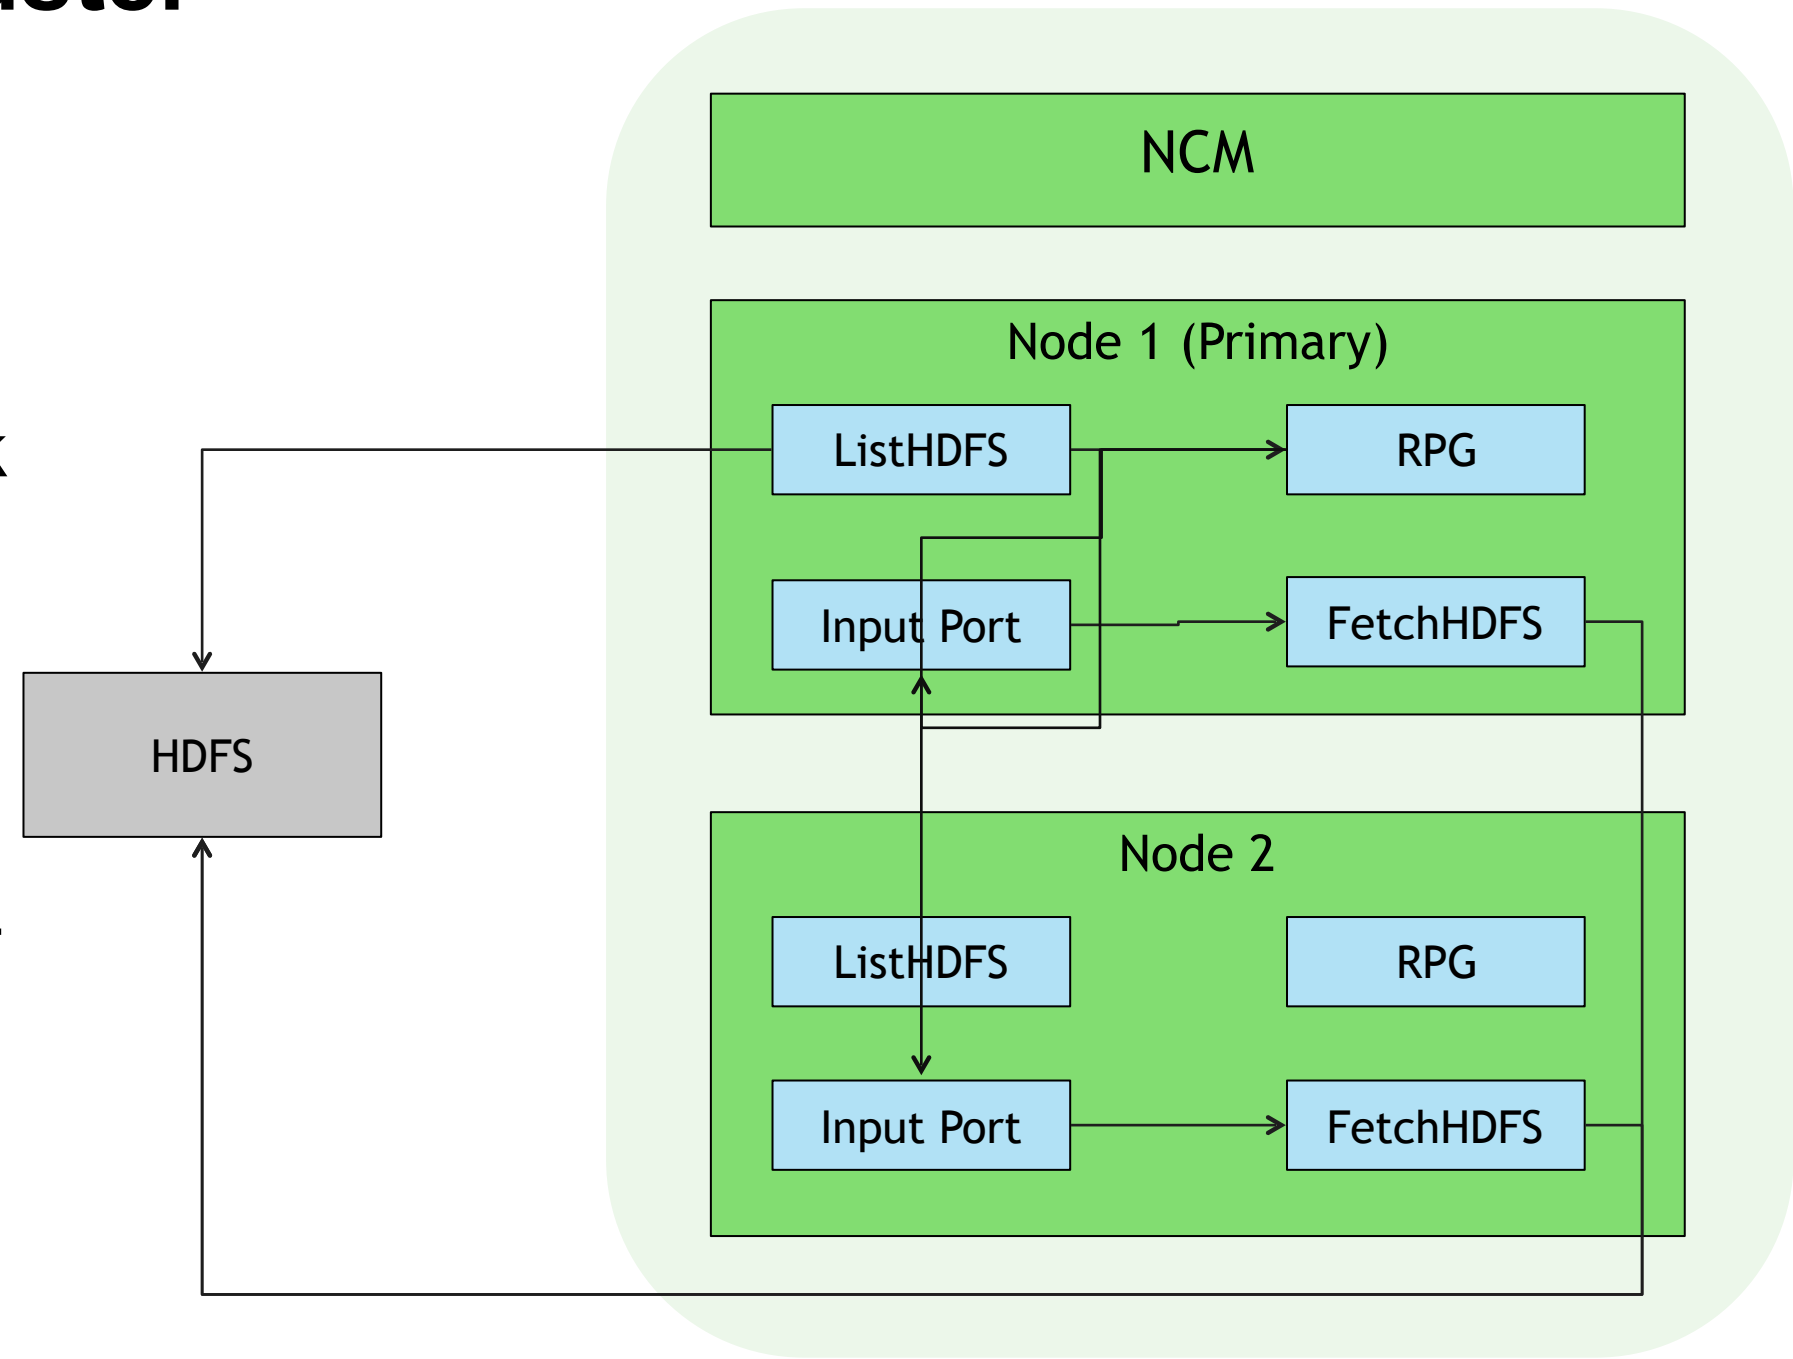 NCM
Node 1 (Primary)
ListHDFS
RPG
Input Port
FetchHDFS
HDFS
Node 2
ListHDFS
RPG
Input Port
FetchHDFS